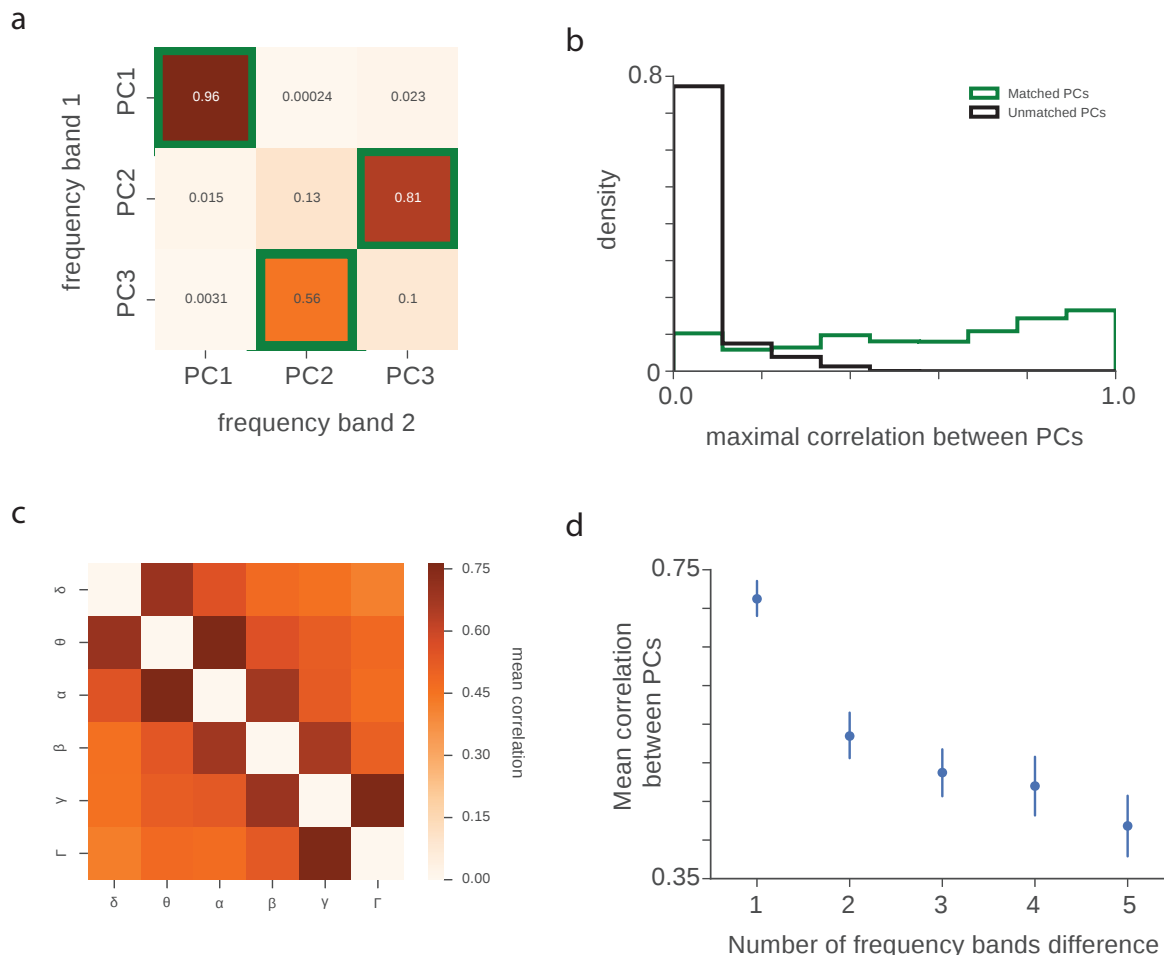 a
frequency band 1
PC1
PC2
PC3
0.96
0.00024
0.023
0.015
0.13
0.81
0.0031
0.56
0.1
PC1
PC2
PC3
frequency band 2
b
0.8
density
0
Matched PCs
Unmatched PCs
0.0
1.0
maximal correlation between PCs
c
δ
θ
α
β
γ
Γ
δ
θ
α
β
γ
Γ
0.75
0.60
0.45
0.30
0.15
0.00
mean correlation
d
0.75
Mean correlation
between PCs
0.35
1
2
3
4
5
Number of frequency bands difference